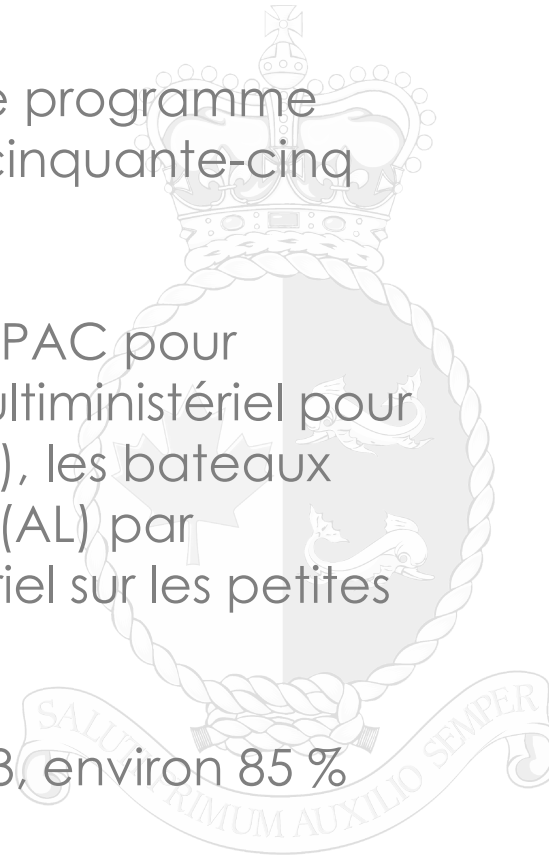 e programme
cinquante-cinq
PAC pour
ultiministériel pour
), les bateaux
(AL) par
riel sur les petites
3, environ 85 %
SALUTI PRIMUM AUXILIO SEMPER